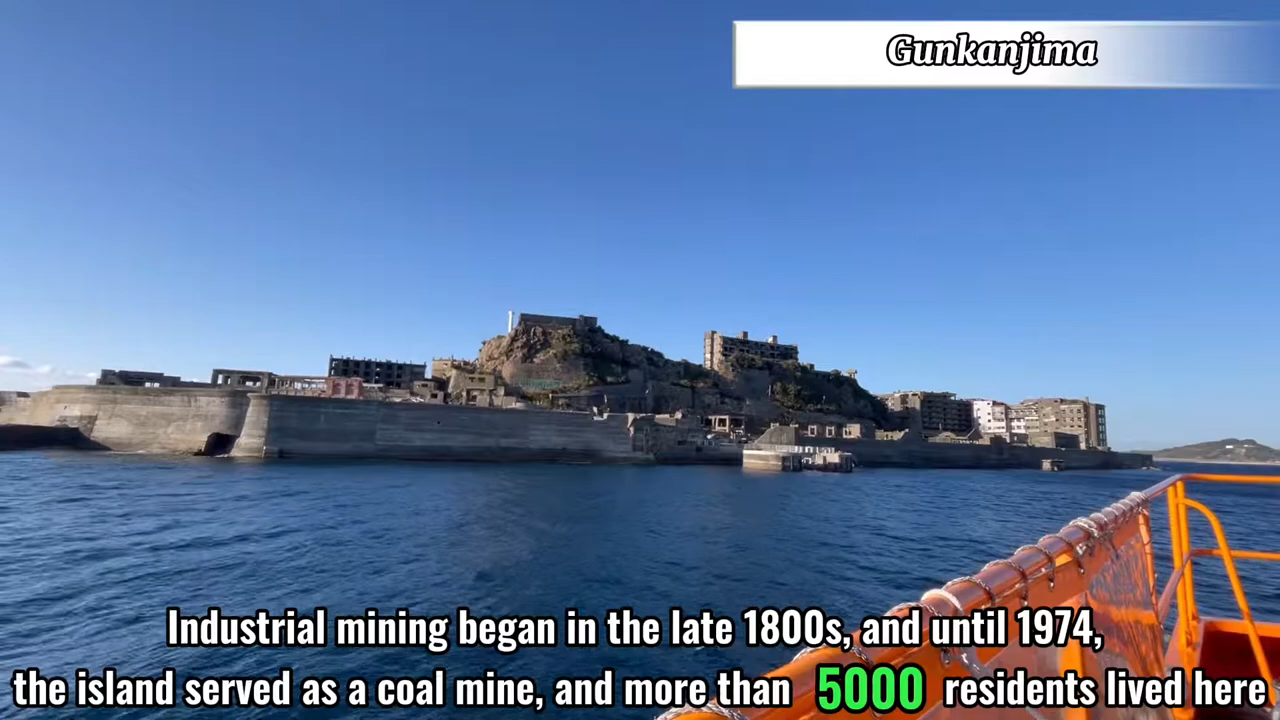 Gunkanjima
Industrial mining began in the late 1800s, and until 1974,
the island served as a coal mine, and more than 5000 residents lived here